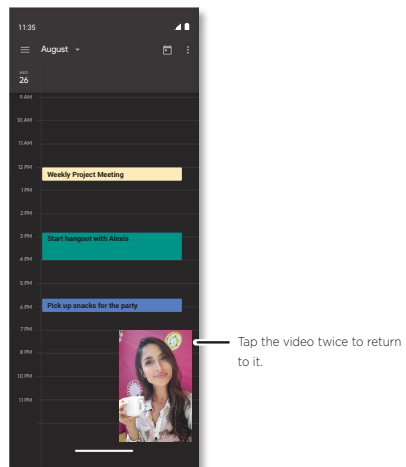 11:35
August
WED
26
9 AM
10 AM
11 AM
12 PM
Weekly Project Meeting
1 PM
2 PM
3 PM
Start hangout with Alexis
4 PM
5 PM
6 PM
Pick up snacks for the party
7 PM
8 PM
10 PM
11 PM
Tap the video twice to return
to it.